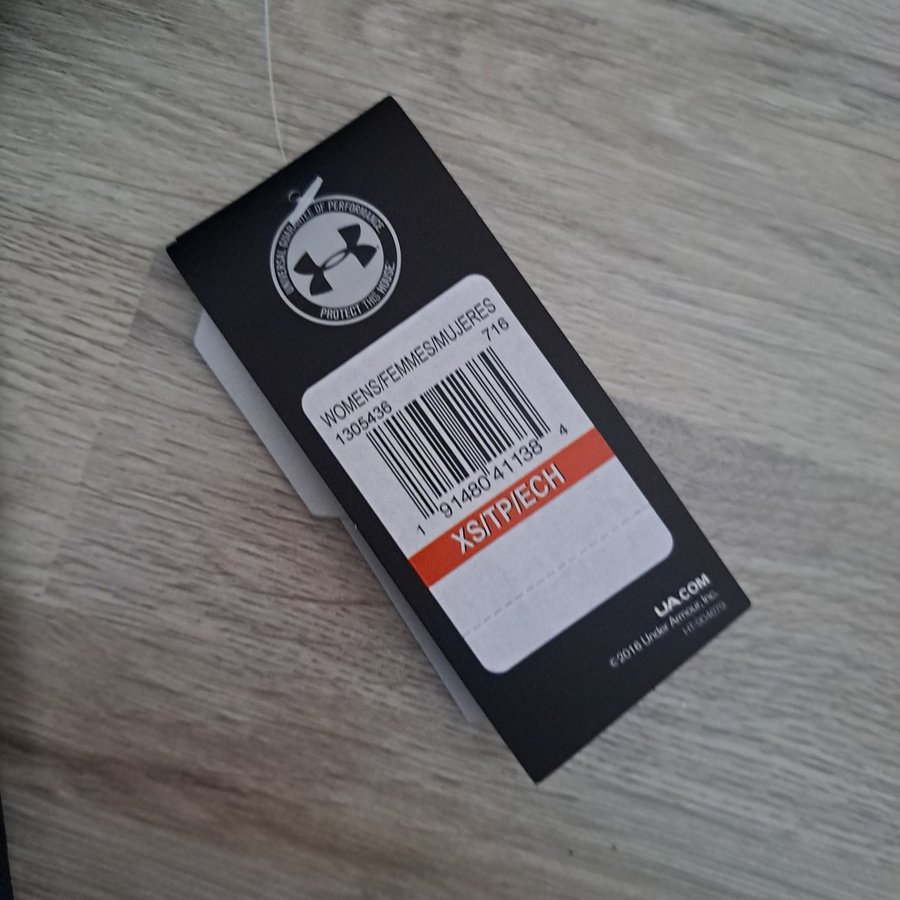 UNIVERSAL GUARANTEE OF PERFORMANCE
PROTECT THIS HOUSE
WOMENS/FEMMES/MUJERES
1305436 716
1 91480 41138 4
XS/TP/ECH
UA.COM
©2016 Under Armour, Inc.